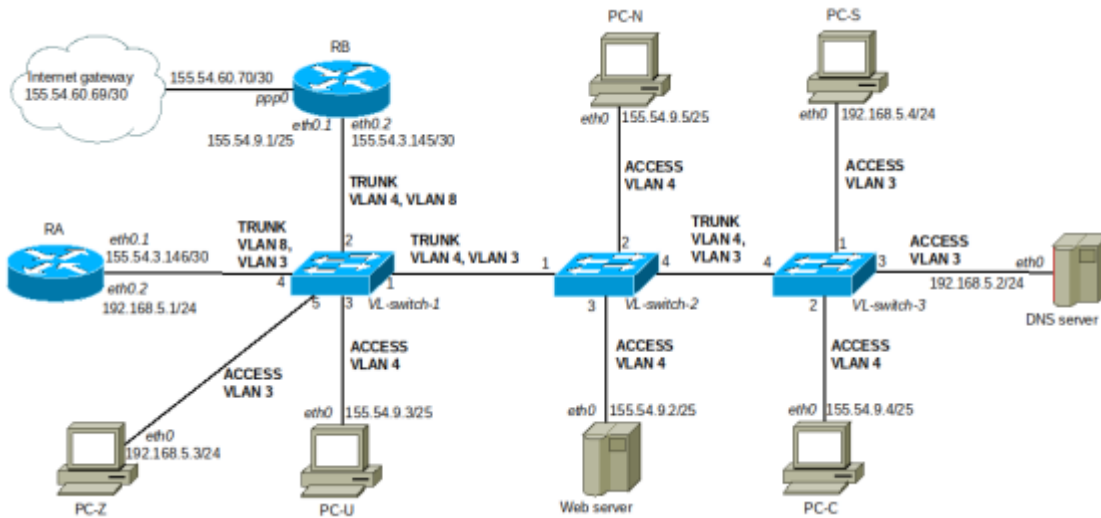 PC-N
PC-S
RB
Internet gateway
155.54.60.69/30
155.54.60.70/30
ppp0
eth0.1
155.54.9.1/25
eth0.2
155.54.3.145/30
eth0
155.54.9.5/25
eth0
192.168.5.4/24
TRUNK
VLAN 4, VLAN 8
ACCESS
VLAN 4
ACCESS
VLAN 3
RA
eth0.1
155.54.3.146/30
eth0.2
192.168.5.1/24
TRUNK
VLAN 8,
VLAN 3
4
2
5
3
1
VL-switch-1
TRUNK
VLAN 4, VLAN 3
1
2
4
3
VL-switch-2
TRUNK
VLAN 4,
VLAN 3
4
1
3
2
VL-switch-3
ACCESS
VLAN 3
eth0
192.168.5.2/24
DNS server
ACCESS
VLAN 3
ACCESS
VLAN 4
ACCESS
VLAN 4
ACCESS
VLAN 4
eth0
192.168.5.3/24
PC-Z
eth0
155.54.9.3/25
PC-U
eth0
155.54.9.2/25
Web server
eth0
155.54.9.4/25
PC-C